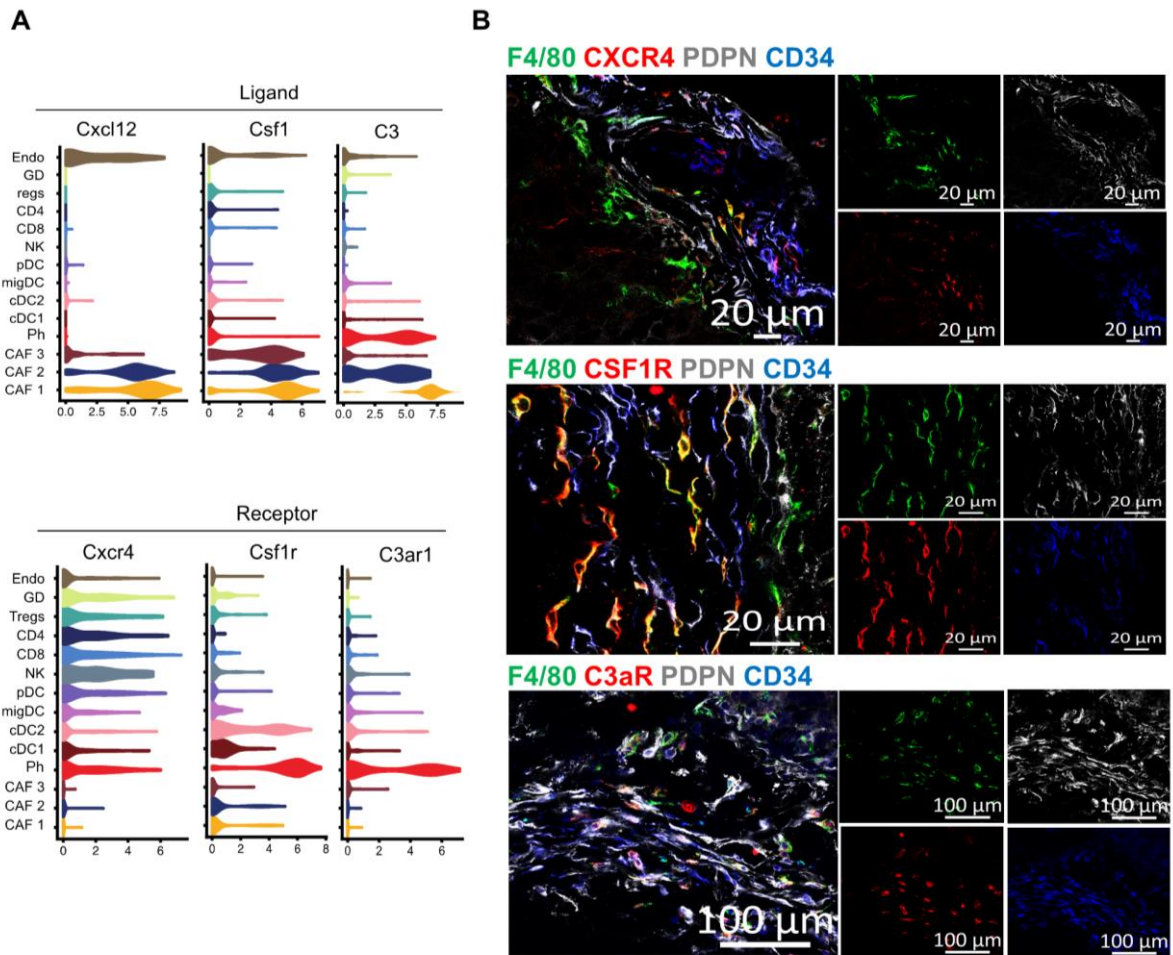 A
Ligand
Cxcl12 Csf1 C3
Endo
GD
regs
CD4
CD8
NK
pDC
migDC
cDC2
cDC1
Ph
CAF 3
CAF 2
CAF 1
0.0 2.5 5.0 7.5 0 2 4 6 0.0 2.5 5.0 7.5
Receptor
Cxcr4 Csf1r C3ar1
Endo
GD
Tregs
CD4
CD8
NK
pDC
migDC
cDC2
cDC1
Ph
CAF 3
CAF 2
CAF 1
0 2 4 6 0 2 4 6 8 0 2 4 6
B
F4/80 CXCR4 PDPN CD34
20 µm 20 µm
20 µm 20 µm 20 µm
F4/80 CSF1R PDPN CD34
20 µm 20 µm
20 µm 20 µm 20 µm
F4/80 C3aR PDPN CD34
100 µm 100 µm
100 µm 100 µm 100 µm